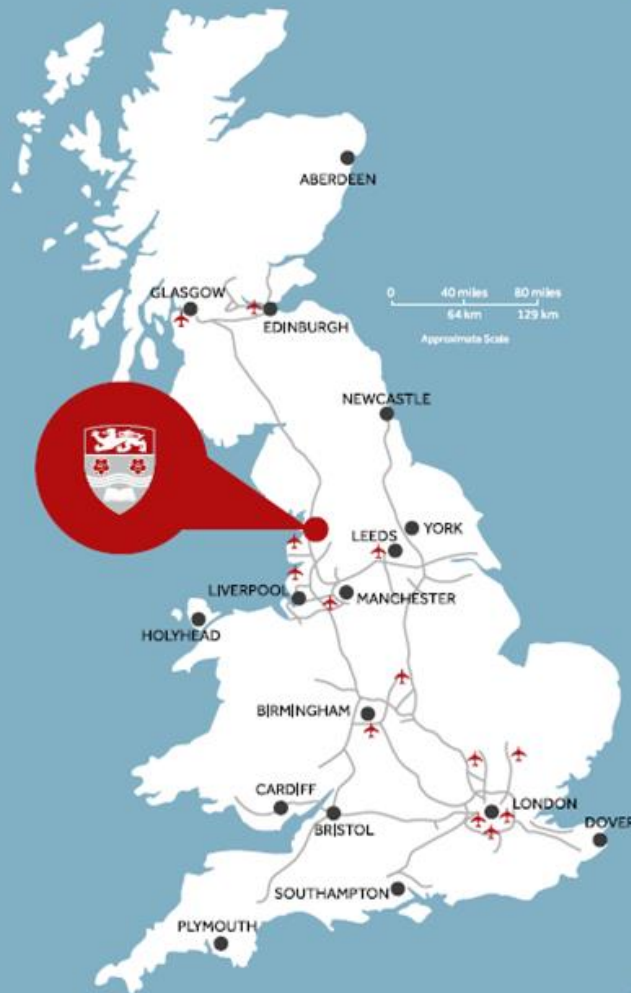 ABERDEEN
GLASGOW
EDINBURGH
0 40 miles 80 miles
64 km 129 km
Approximate Scale
NEWCASTLE
YORK
LEEDS
LIVERPOOL
MANCHESTER
HOLYHEAD
BIRMINGHAM
CARDIFF
BRISTOL
LONDON
DOVER
SOUTHAMPTON
PLYMOUTH